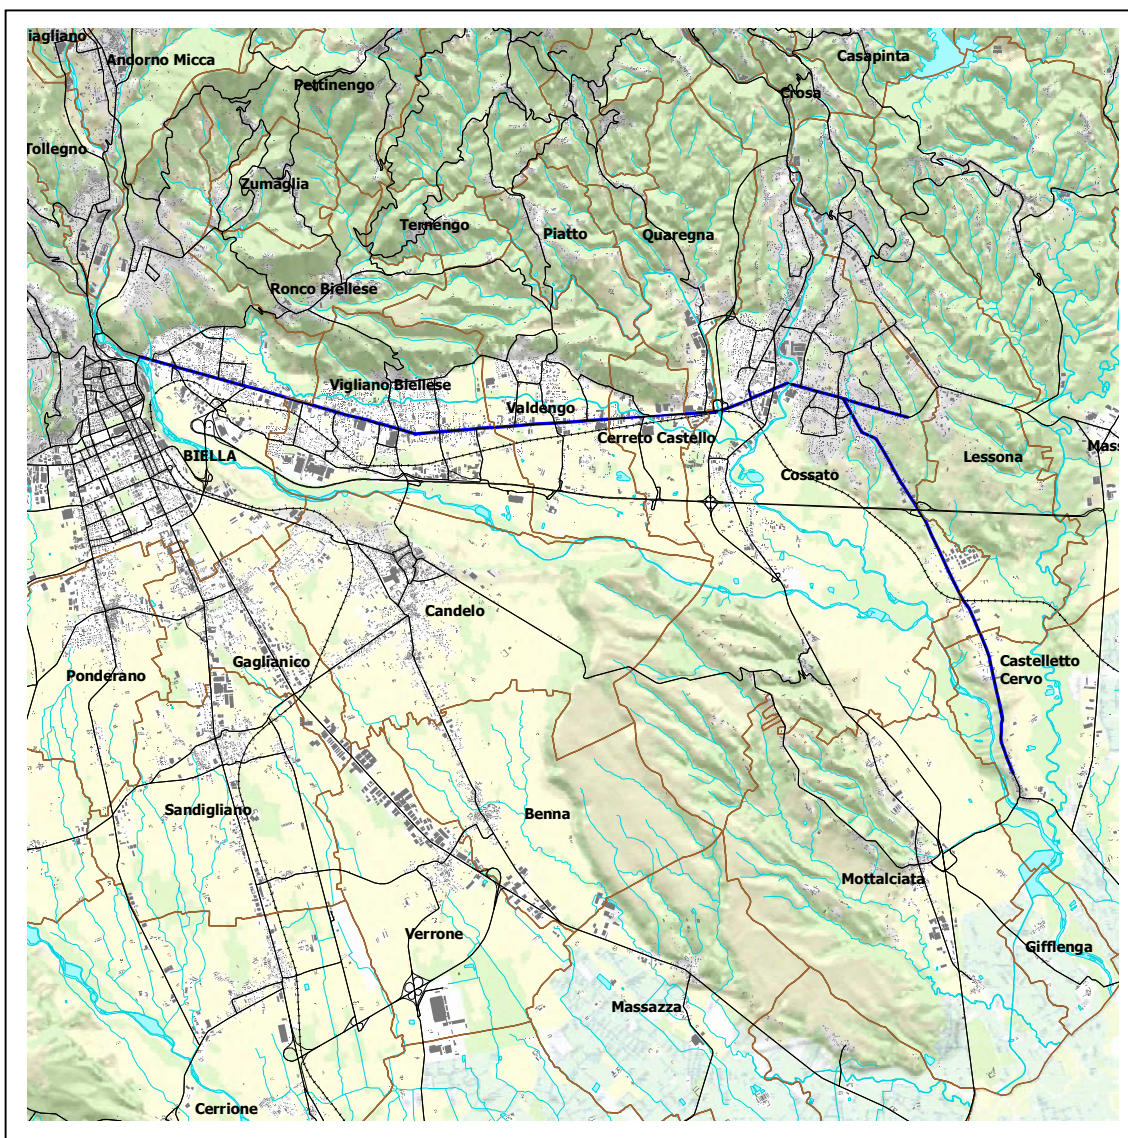 iagliano
Andorno Micca
Casapinta
Pettinengo
Crosa
Tollegno
Zumaglia
Ternengo
Piatto
Quaregna
Ronco Biellese
Vigliano Biellese
Valdengo
Cerreto Castello
Mass
BIELLA
Lessona
Cossato
Candelo
Gaglianico
Ponderano
Castelletto
Cervo
Sandigliano
Benna
Mottalciata
Verrone
Gifflenga
Massazza
Cerrione